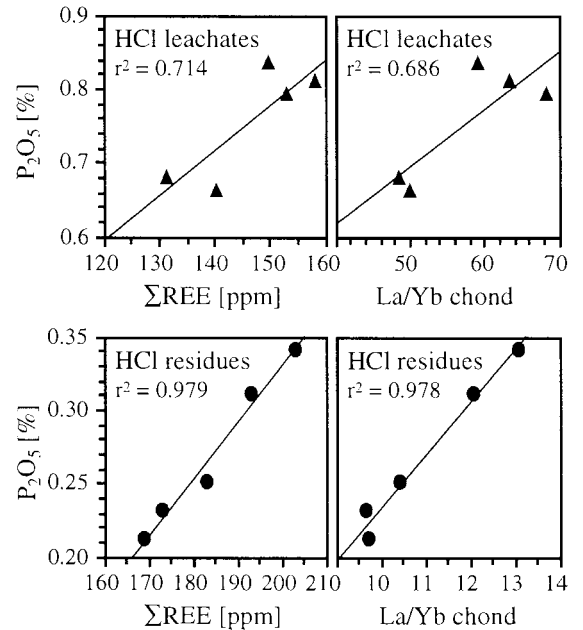 0.9
0.8
0.7
0.6
P₂O₅ [%]
HCl leachates
r² = 0.714
120 130 140 150 160
ΣREE [ppm]
HCl leachates
r² = 0.686
50 60 70
La/Yb chond
0.35
0.30
0.25
0.20
P₂O₅ [%]
HCl residues
r² = 0.979
160 170 180 190 200 210
ΣREE [ppm]
HCl residues
r² = 0.978
10 11 12 13 14
La/Yb chond